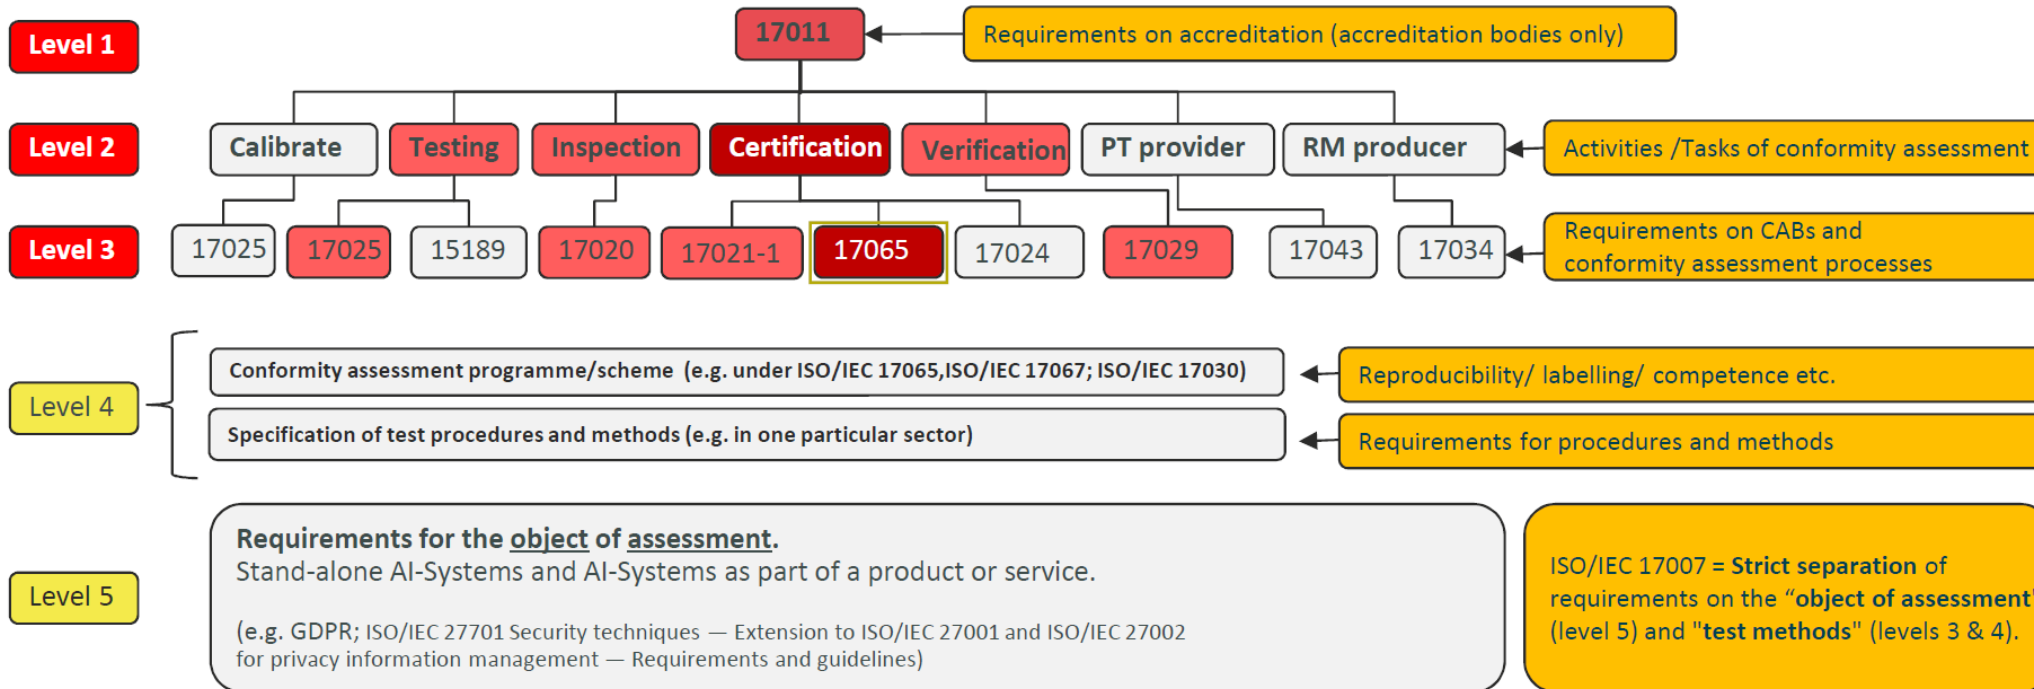 Level 1
17011
Requirements on accreditation (accreditation bodies only)
Level 2
Calibrate
Testing
Inspection
Certification
Verification
PT provider
RM producer
Activities /Tasks of conformity assessment
Level 3
17025
17025
15189
17020
17021-1
17065
17024
17029
17043
17034
Requirements on CABs and
conformity assessment processes
Level 4
Conformity assessment programme/scheme (e.g. under ISO/IEC 17065,ISO/IEC 17067; ISO/IEC 17030)
Reproducibility/ labelling/ competence etc.
Specification of test procedures and methods (e.g. in one particular sector)
Requirements for procedures and methods
Level 5
Requirements for the object of assessment.
Stand-alone AI-Systems and AI-Systems as part of a product or service.
(e.g. GDPR; ISO/IEC 27701 Security techniques — Extension to ISO/IEC 27001 and ISO/IEC 27002
for privacy information management — Requirements and guidelines)
ISO/IEC 17007 = Strict separation of
requirements on the “object of assessment"
(level 5) and "test methods" (levels 3 & 4).